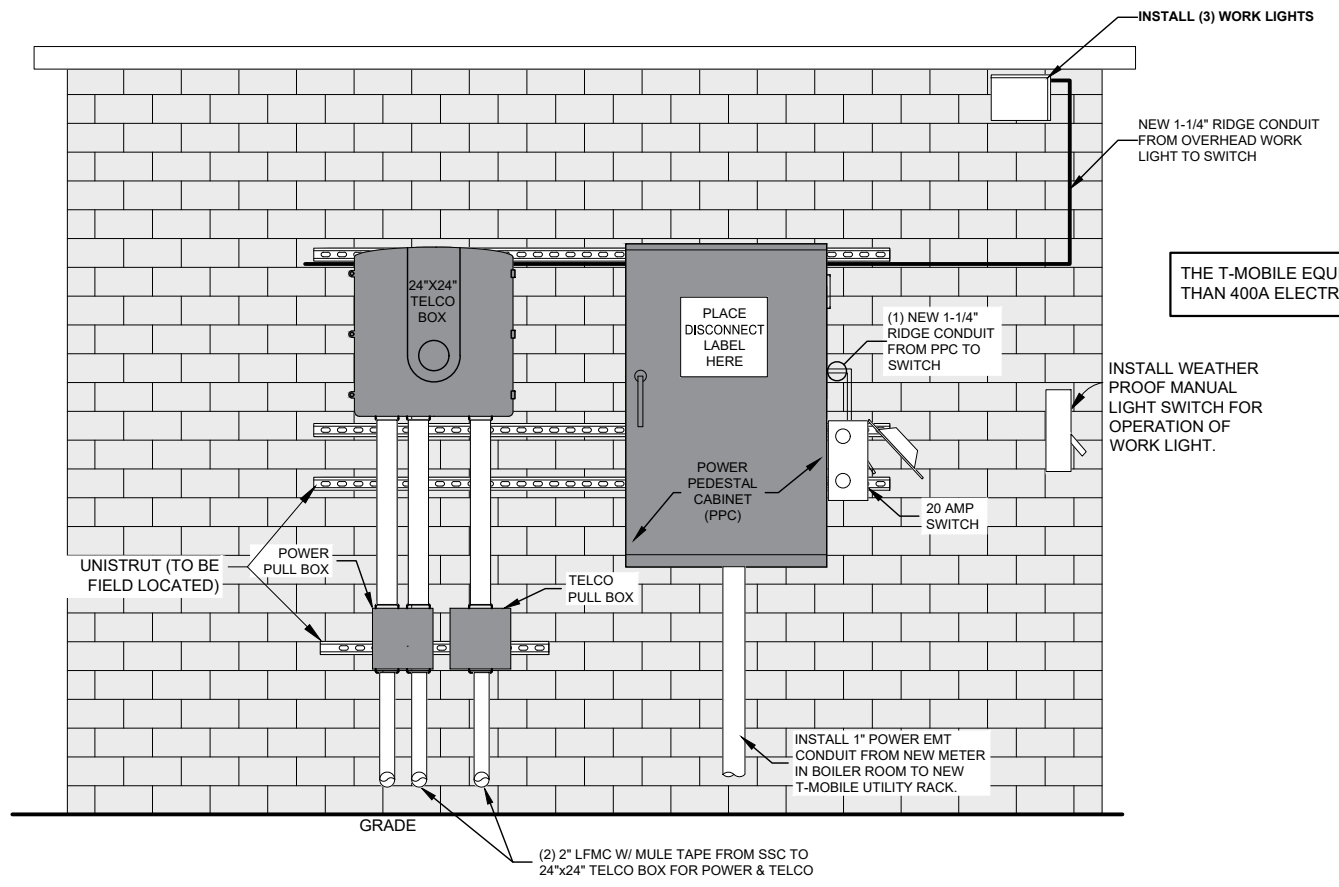 INSTALL (3) WORK LIGHTS
NEW 1-1/4" RIDGE CONDUIT
FROM OVERHEAD WORK
LIGHT TO SWITCH
THE T-MOBILE EQU
THAN 400A ELECTR
24"X24"
TELCO
BOX
PLACE
DISCONNECT
LABEL
HERE
(1) NEW 1-1/4"
RIDGE CONDUIT
FROM PPC TO
SWITCH
INSTALL WEATHER
PROOF MANUAL
LIGHT SWITCH FOR
OPERATION OF
WORK LIGHT.
POWER
PEDESTAL
CABINET
(PPC)
20 AMP
SWITCH
UNISTRUT (TO BE
FIELD LOCATED)
POWER
PULL BOX
TELCO
PULL BOX
INSTALL 1" POWER EMT
CONDUIT FROM NEW METER
IN BOILER ROOM TO NEW
T-MOBILE UTILITY RACK.
GRADE
(2) 2" LFMC W/ MULE TAPE FROM SSC TO
24"x24" TELCO BOX FOR POWER & TELCO